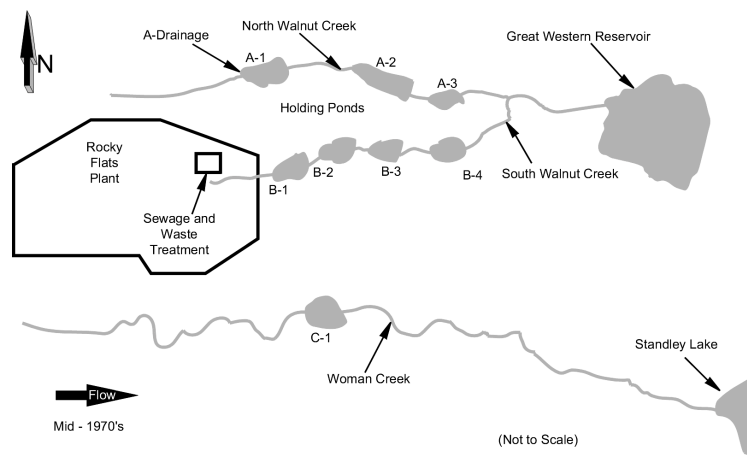 North Walnut Creek
A-Drainage
Great Western Reservoir
A-1
A-2
N
A-3
Holding Ponds
Rocky
Flats
Plant
B-1
B-2
B-3
B-4
South Walnut Creek
Sewage and
Waste
Treatment
C-1
Standley Lake
Woman Creek
Flow
Mid - 1970's
(Not to Scale)